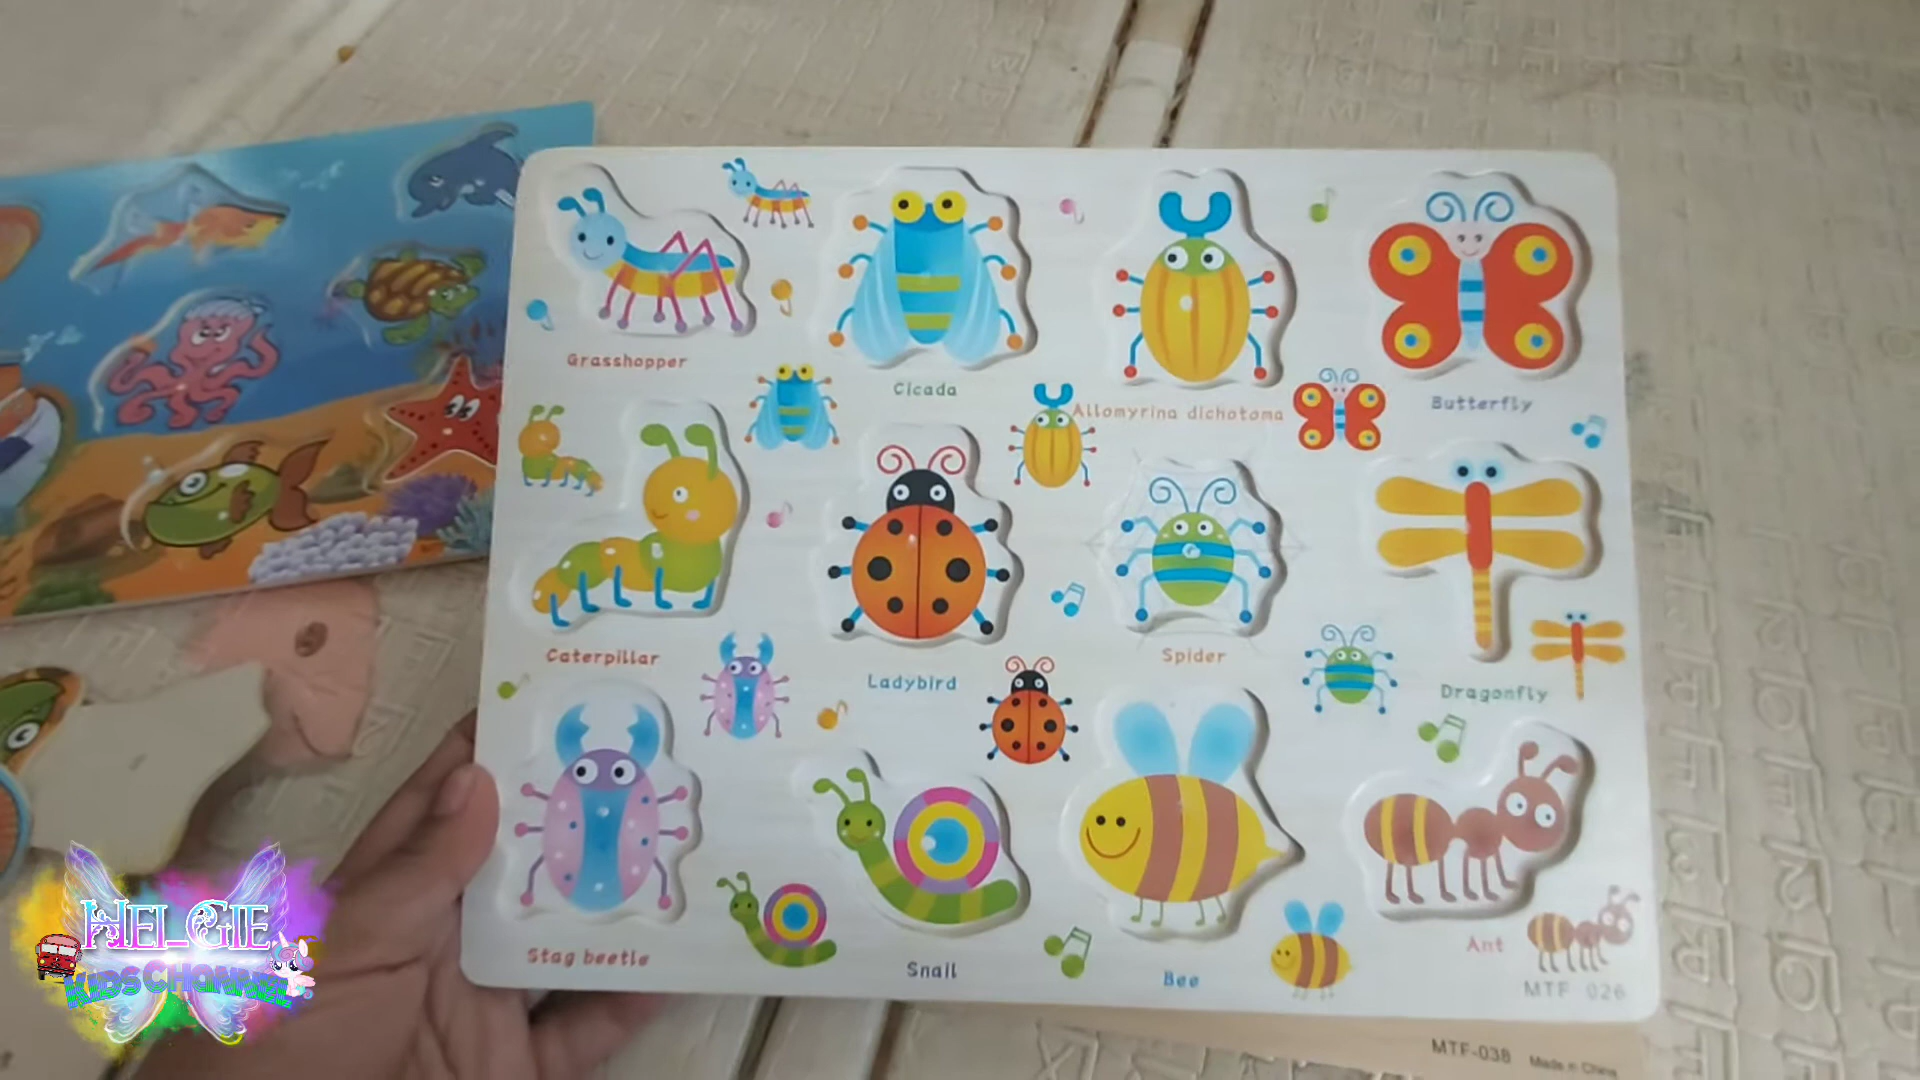 Grasshopper
Cicada
Allomyrina dichotoma
Butterfly
Caterpillar
Ladybird
Spider
Dragonfly
Stag beetle
Snail
Bee
Ant
MTF 026
MTF-038 Made in China
HELGIE
KIDS CHANNEL